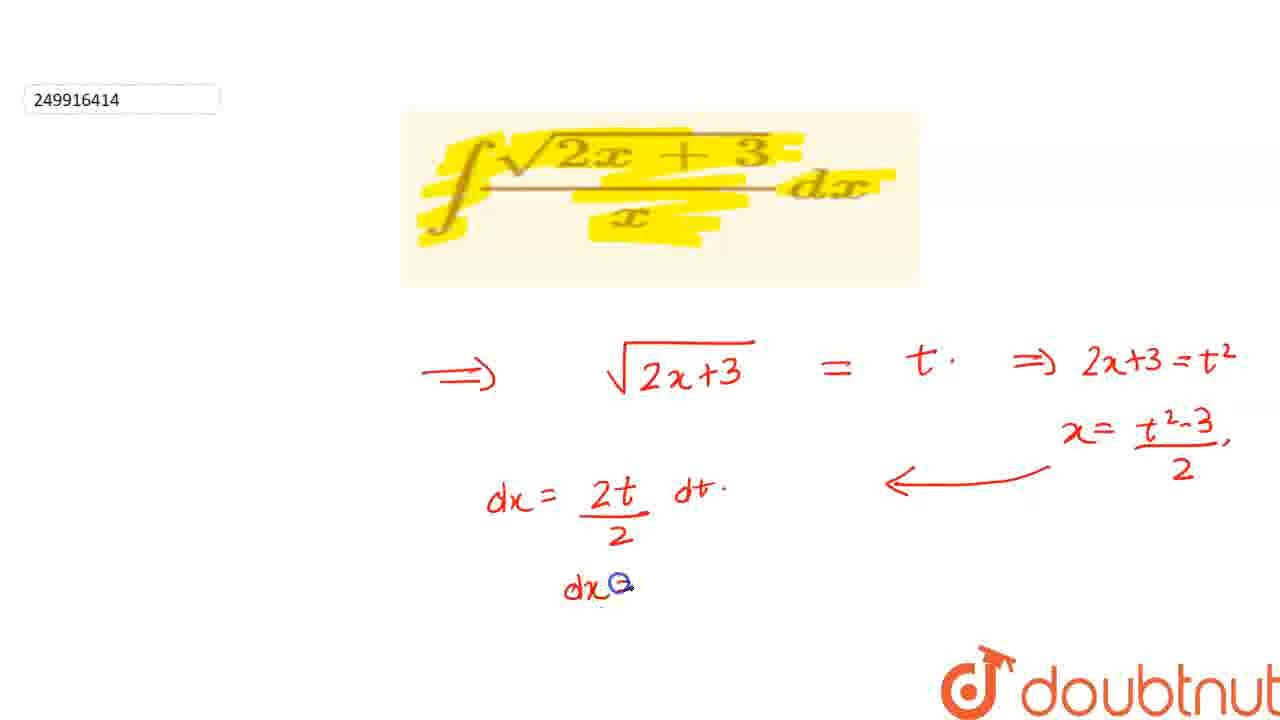 249916414
∫ √(2x + 3) / x dx
⟹ √(2x+3) = t. ⟹ 2x+3 = t²
x = (t²-3)/2,
dx = 2t/2 dt.
dx =
doubtnut